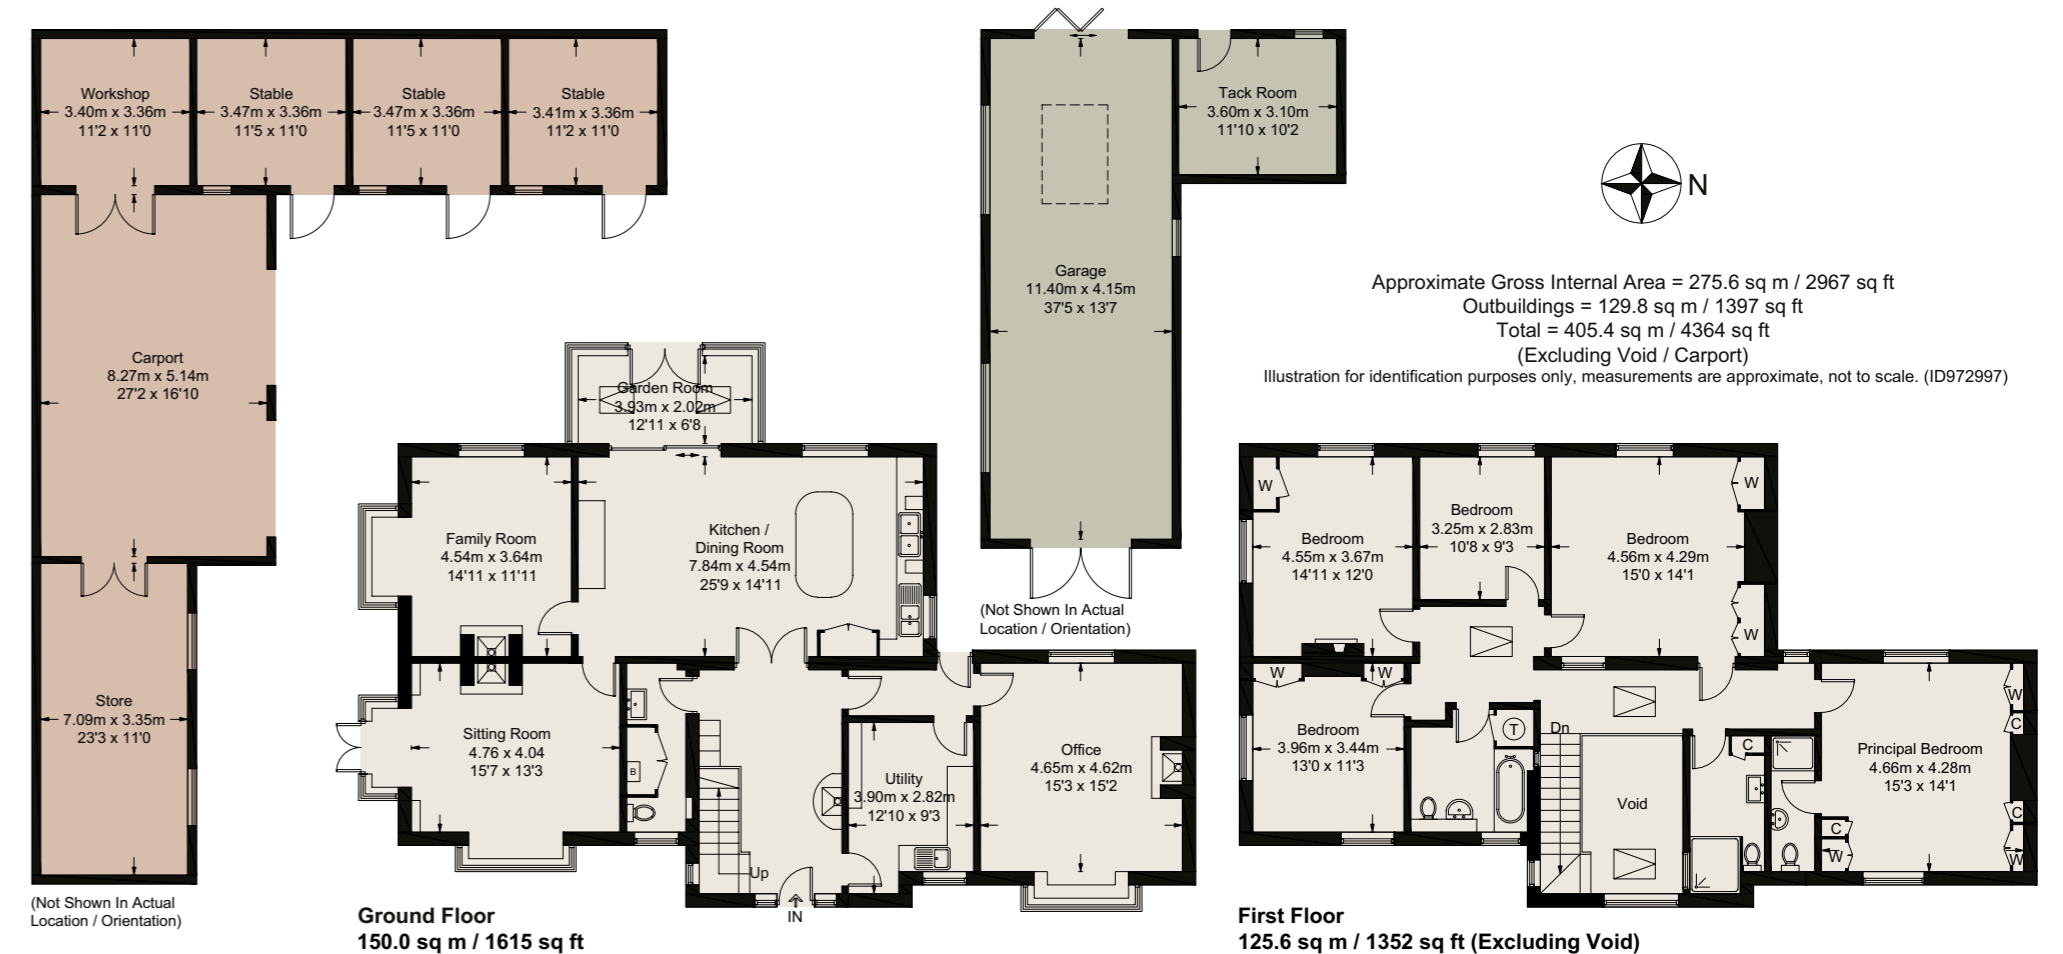 Workshop
3.40m x 3.36m
11'2 x 11'0
Stable
3.47m x 3.36m
11'5 x 11'0
Stable
3.47m x 3.36m
11'5 x 11'0
Stable
3.41m x 3.36m
11'2 x 11'0
Carport
8.27m x 5.14m
27'2 x 16'10
Store
7.09m x 3.35m
23'3 x 11'0
(Not Shown In Actual
Location / Orientation)
Garden Room
3.93m x 2.02m
12'11 x 6'8
Family Room
4.54m x 3.64m
14'11 x 11'11
Kitchen /
Dining Room
7.84m x 4.54m
25'9 x 14'11
Sitting Room
4.76 x 4.04
15'7 x 13'3
B
Up
IN
Utility
3.90m x 2.82m
12'10 x 9'3
Office
4.65m x 4.62m
15'3 x 15'2
Ground Floor
150.0 sq m / 1615 sq ft
Tack Room
3.60m x 3.10m
11'10 x 10'2
Garage
11.40m x 4.15m
37'5 x 13'7
(Not Shown In Actual
Location / Orientation)
N
Approximate Gross Internal Area = 275.6 sq m / 2967 sq ft
Outbuildings = 129.8 sq m / 1397 sq ft
Total = 405.4 sq m / 4364 sq ft
(Excluding Void / Carport)
Illustration for identification purposes only, measurements are approximate, not to scale. (ID972997)
W
Bedroom
4.55m x 3.67m
14'11 x 12'0
Bedroom
3.25m x 2.83m
10'8 x 9'3
W
Bedroom
4.56m x 4.29m
15'0 x 14'1
W
W
W
Bedroom
3.96m x 3.44m
13'0 x 11'3
T
Dn
Void
C
Principal Bedroom
4.66m x 4.28m
15'3 x 14'1
W
C
C
W
C
W
First Floor
125.6 sq m / 1352 sq ft (Excluding Void)